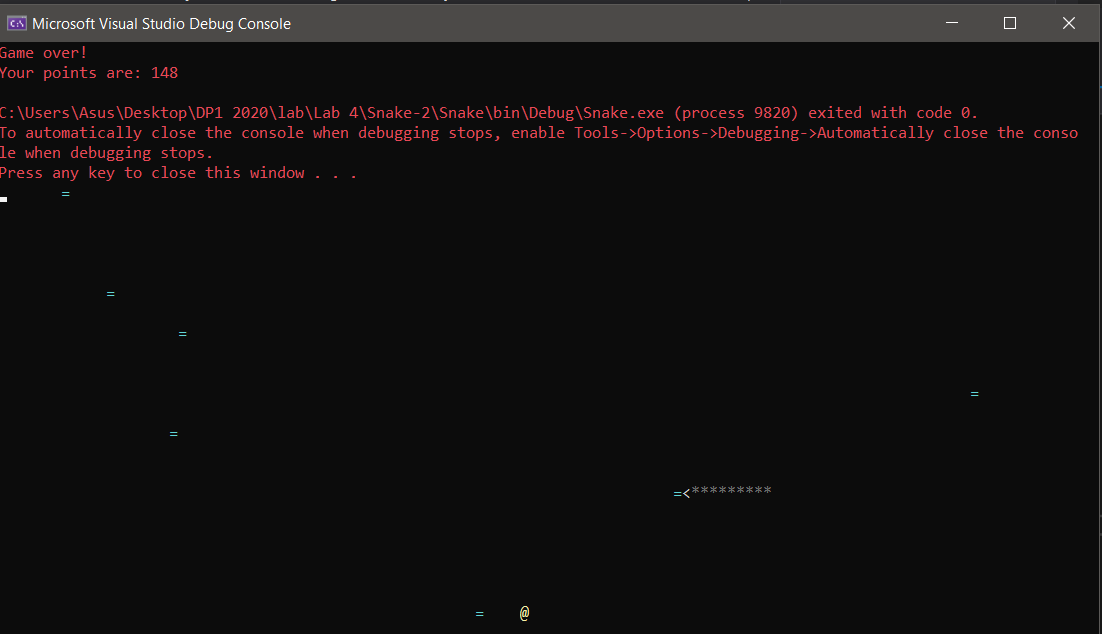 Microsoft Visual Studio Debug Console
Game over!
Your points are: 148
C:\Users\Asus\Desktop\DP1 2020\lab\Lab 4\Snake-2\Snake\bin\Debug\Snake.exe (process 9820) exited with code 0.
To automatically close the console when debugging stops, enable Tools->Options->Debugging->Automatically close the conso
le when debugging stops.
Press any key to close this window . . .
=
=
=
=
=
=<*********
= @